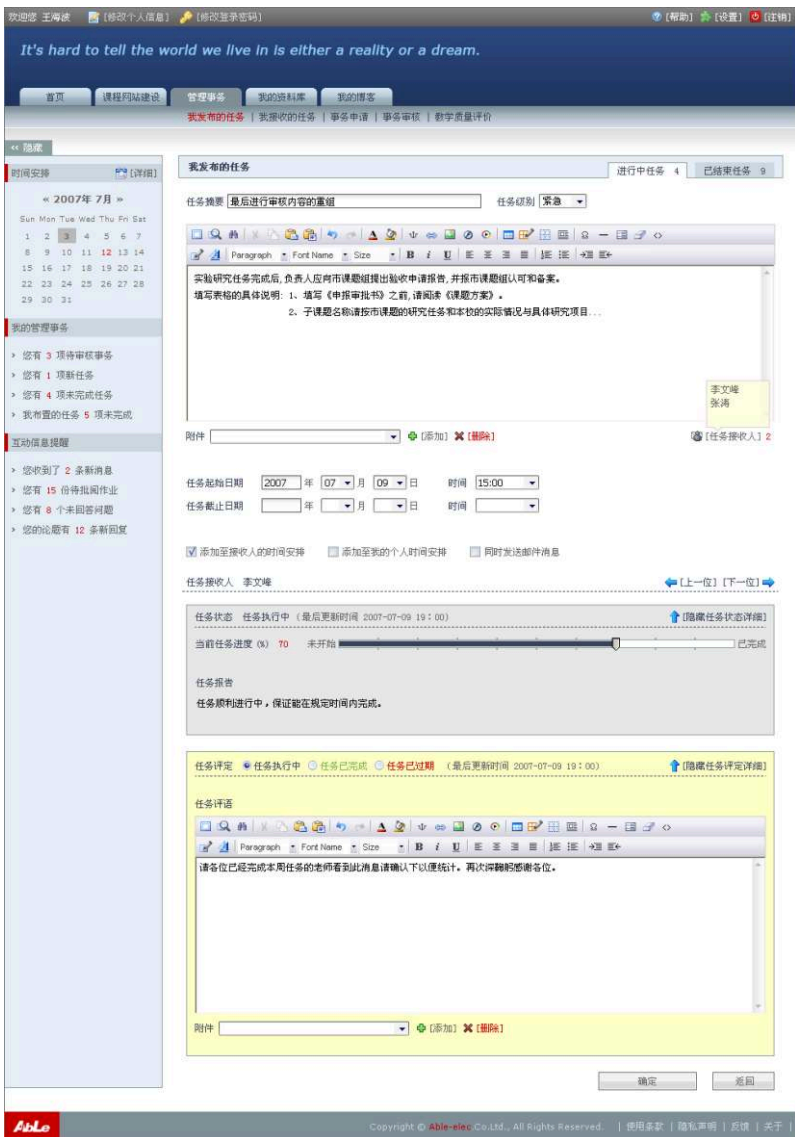 欢迎您 王海波 [修改个人信息] [修改登录密码] [帮助] [设置] [注销]
It's hard to tell the world we live in is either a reality or a dream.
首页 课程网站建设 管理事务 我的资料库 我的博客
我发布的任务 | 我接收的任务 | 事务申请 | 事务审核 | 教学质量评价
<< 隐藏
时间安排 [详细]
« 2007年 7月 »
Sun Mon Tue Wed Thu Fri Sat
1 2 3 4 5 6 7
8 9 10 11 12 13 14
15 16 17 18 19 20 21
22 23 24 25 26 27 28
29 30 31
我的管理事务
> 您有 3 项待审核事务
> 您有 1 项新任务
> 您有 4 项未完成任务
> 我布置的任务 5 项未完成
互动信息提醒
> 您收到了 2 条新消息
> 您有 15 份待批阅作业
> 您有 8 个未回答问题
> 您的论题有 12 条新回复
我发布的任务 进行中任务 4 已结束任务 9
任务摘要 最后进行审核内容的重组 任务级别 紧急
Paragraph Font Name Size B i U
实验研究任务完成后,负责人应向市课题组提出验收申请报告,并报市课题组认可和备案。
填写表格的具体说明: 1、填写《申报审批书》之前,请阅读《课题方案》。
2、子课题名称请按市课题的研究任务和本校的实际情况与具体研究项目...
李文峰
张涛
附件 [添加] [删除] [任务接收人] 2
任务起始日期 2007 年 07 月 09 日 时间 15:00
任务截止日期 年 月 日 时间
添加至接收人的时间安排 添加至我的个人时间安排 同时发送邮件消息
任务接收人 李文峰 [上一位] [下一位]
任务状态 任务执行中 (最后更新时间 2007-07-09 19:00) [隐藏任务状态详细]
当前任务进度 (%) 70 未开始 已完成
任务报告
任务顺利进行中，保证能在规定时间内完成。
任务评定 任务执行中 任务已完成 任务已过期 (最后更新时间 2007-07-09 19:00) [隐藏任务评定详细]
任务评语
Paragraph Font Name Size B i U
请各位已经完成本周任务的老师看到此消息请确认下以便统计。再次深鞠躬感谢各位。
附件 [添加] [删除]
确定 返回
AbLe Copyright © Able-elec Co.Ltd., All Rights Reserved. | 使用条款 | 隐私声明 | 反馈 | 关于 |